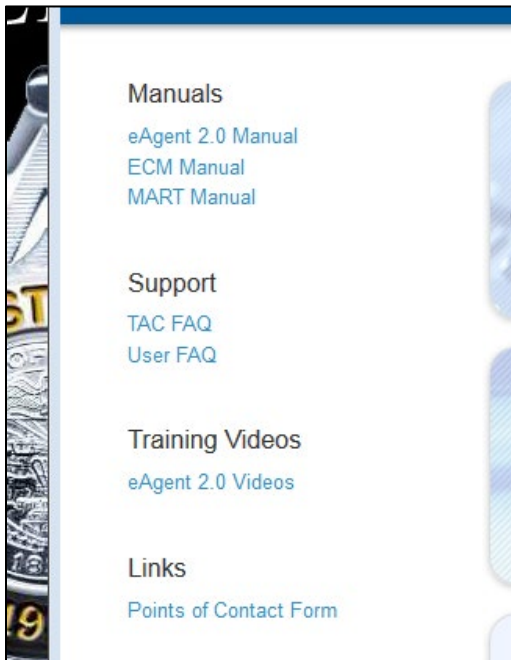 Manuals
eAgent 2.0 Manual
ECM Manual
MART Manual
Support
TAC FAQ
User FAQ
Training Videos
eAgent 2.0 Videos
Links
Points of Contact Form